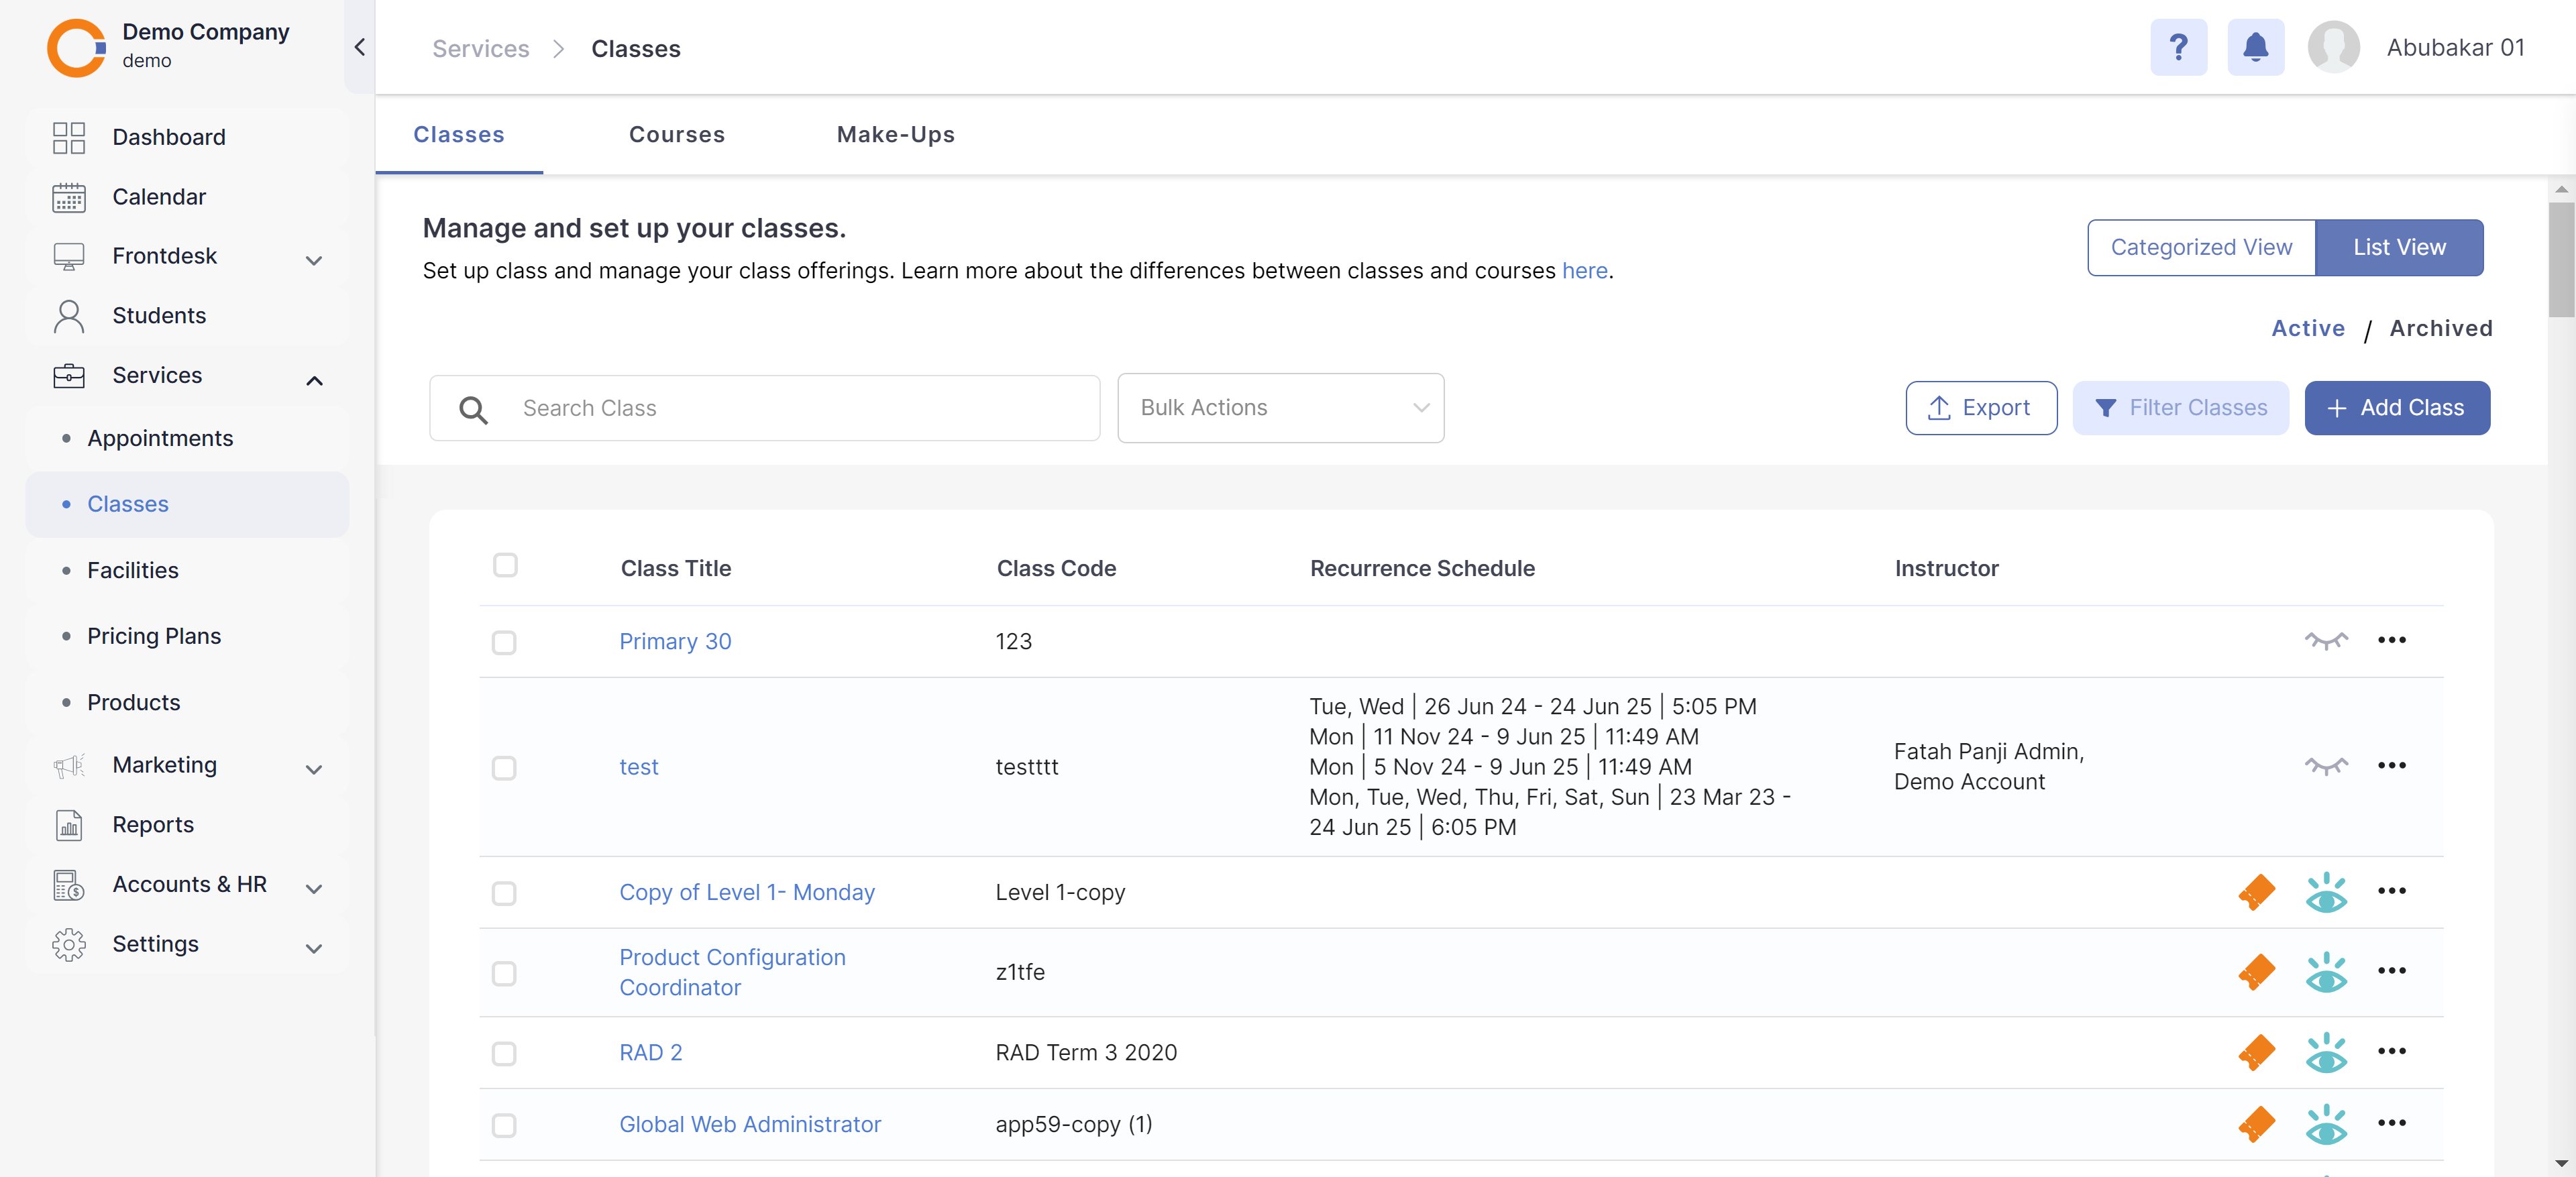 Demo Company
demo
Dashboard
Calendar
Frontdesk
Students
Services
Appointments
Classes
Facilities
Pricing Plans
Products
Marketing
Reports
Accounts & HR
Settings
Services > Classes
?
Abubakar 01
Classes Courses Make-Ups
Manage and set up your classes.
Set up class and manage your class offerings. Learn more about the differences between classes and courses here.
Categorized View List View
Active / Archived
Search Class
Bulk Actions
Export
Filter Classes
+ Add Class
Class Title Class Code Recurrence Schedule Instructor
Primary 30 123
test testttt
Tue, Wed | 26 Jun 24 - 24 Jun 25 | 5:05 PM
Mon | 11 Nov 24 - 9 Jun 25 | 11:49 AM
Mon | 5 Nov 24 - 9 Jun 25 | 11:49 AM
Mon, Tue, Wed, Thu, Fri, Sat, Sun | 23 Mar 23 -
24 Jun 25 | 6:05 PM
Fatah Panji Admin,
Demo Account
Copy of Level 1- Monday Level 1-copy
Product Configuration
Coordinator
z1tfe
RAD 2 RAD Term 3 2020
Global Web Administrator app59-copy (1)